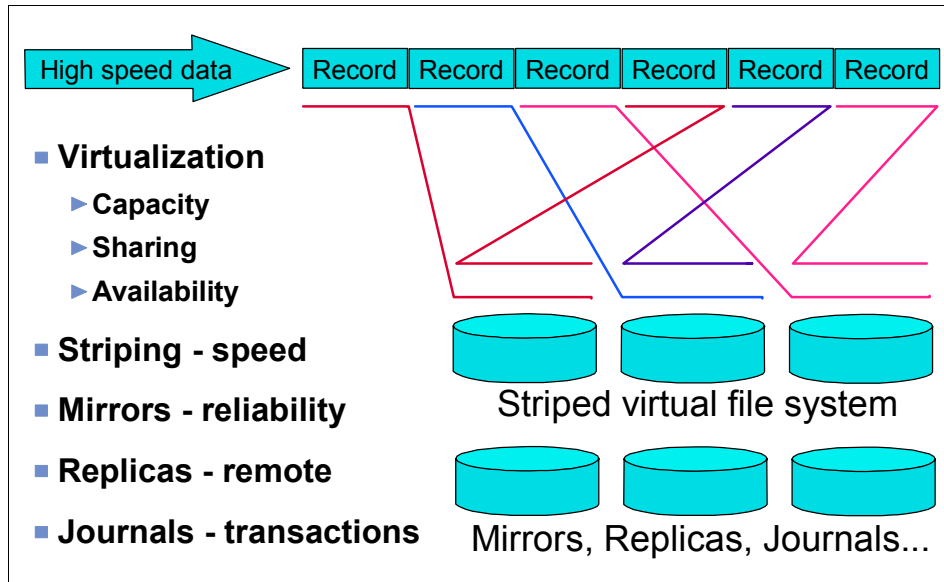 High speed data
Record Record Record Record Record Record
Virtualization
Capacity
Sharing
Availability
Striping - speed
Mirrors - reliability
Replicas - remote
Journals - transactions
Striped virtual file system
Mirrors, Replicas, Journals...